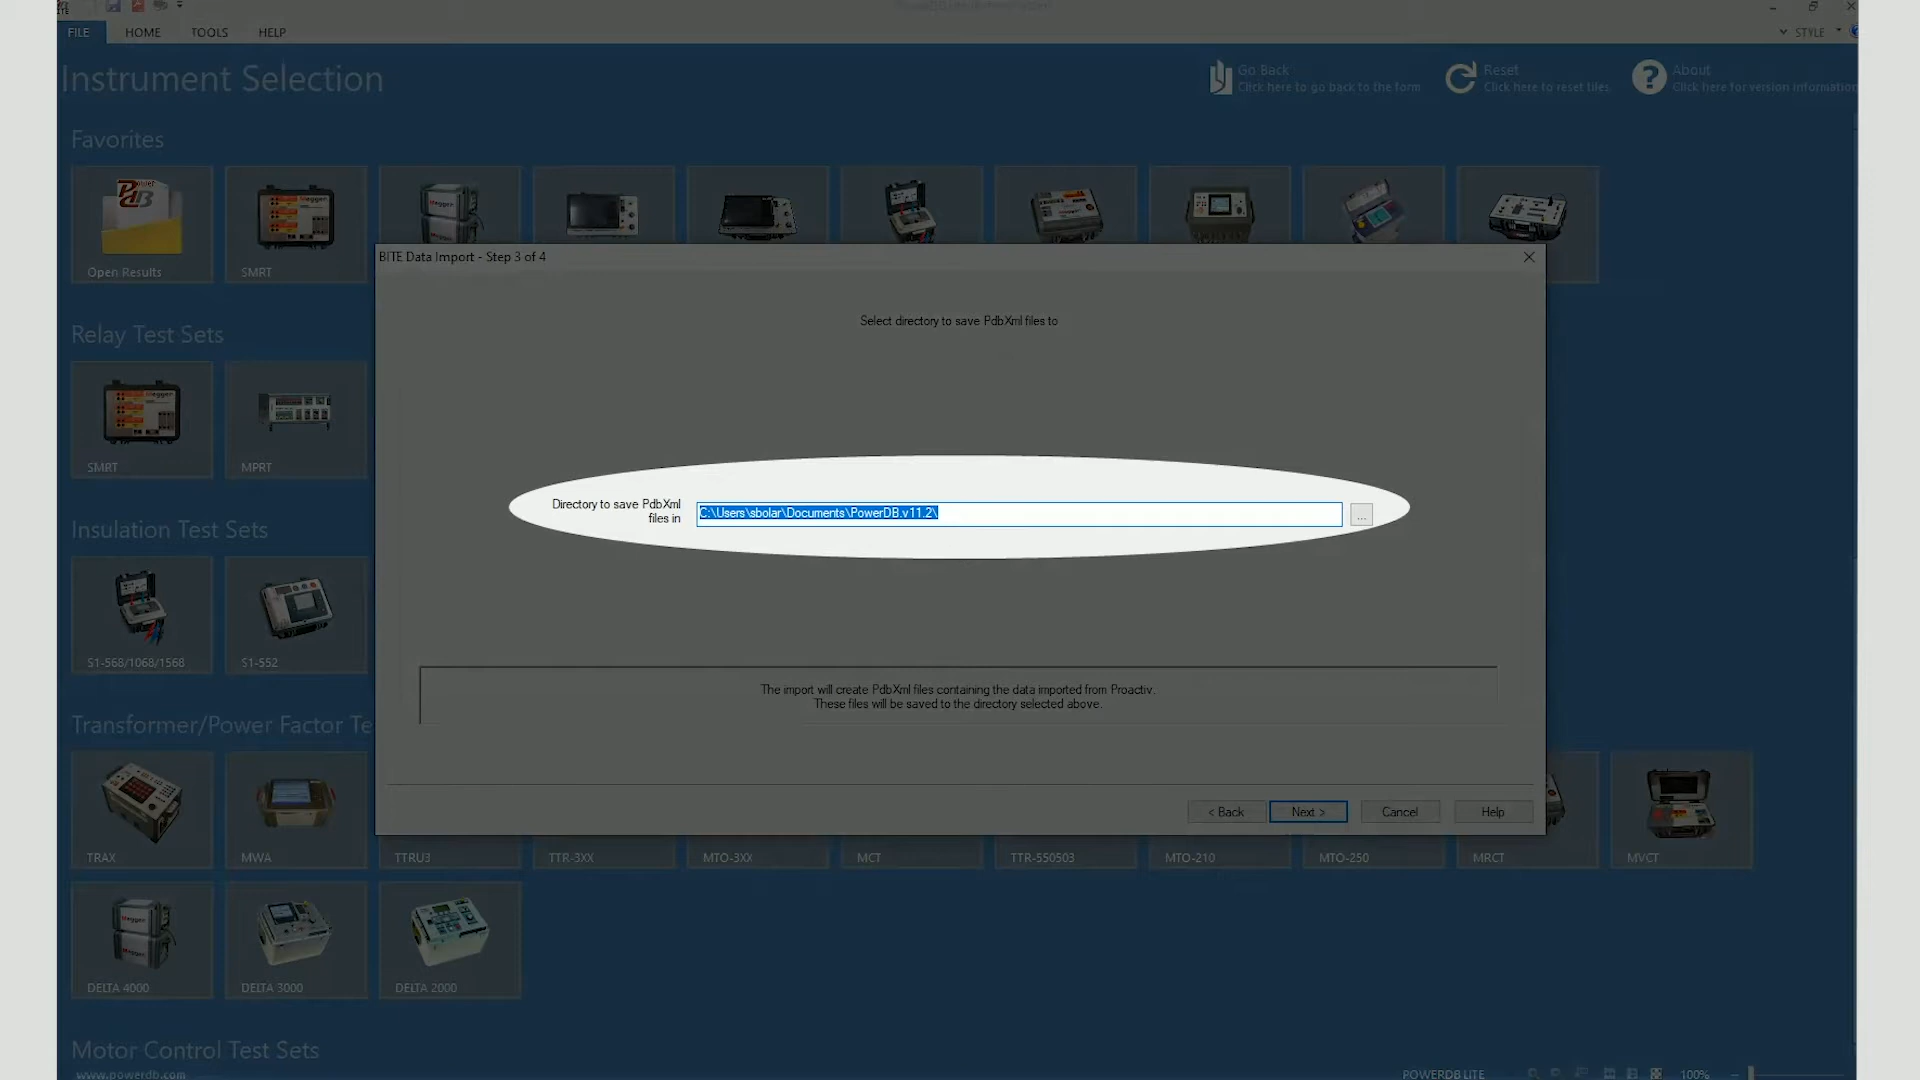 FILE HOME TOOLS HELP STYLE
Instrument Selection
Go Back
Click here to go back to the form
Reset
Click here to reset tiles
About
Click here for version information
Favorites
Open Results SMRT
Relay Test Sets
SMRT MPRT
Insulation Test Sets
S1-568/1068/1568 S1-552
Transformer/Power Factor Te
TRAX MWA TTRU3 TTR-3XX MTO-3XX MCT TTR-550503 MTO-210 MTO-250 MRCT MVCT
DELTA 4000 DELTA 3000 DELTA 2000
Motor Control Test Sets
www.powerdb.com
POWERDB LITE 100%
BITE Data Import - Step 3 of 4
Select directory to save PdbXml files to
Directory to save PdbXml
files in
C:\Users\sbolar\Documents\PowerDB.v11.2\
...
The import will create PdbXml files containing the data imported from Proactiv.
These files will be saved to the directory selected above.
< Back Next > Cancel Help